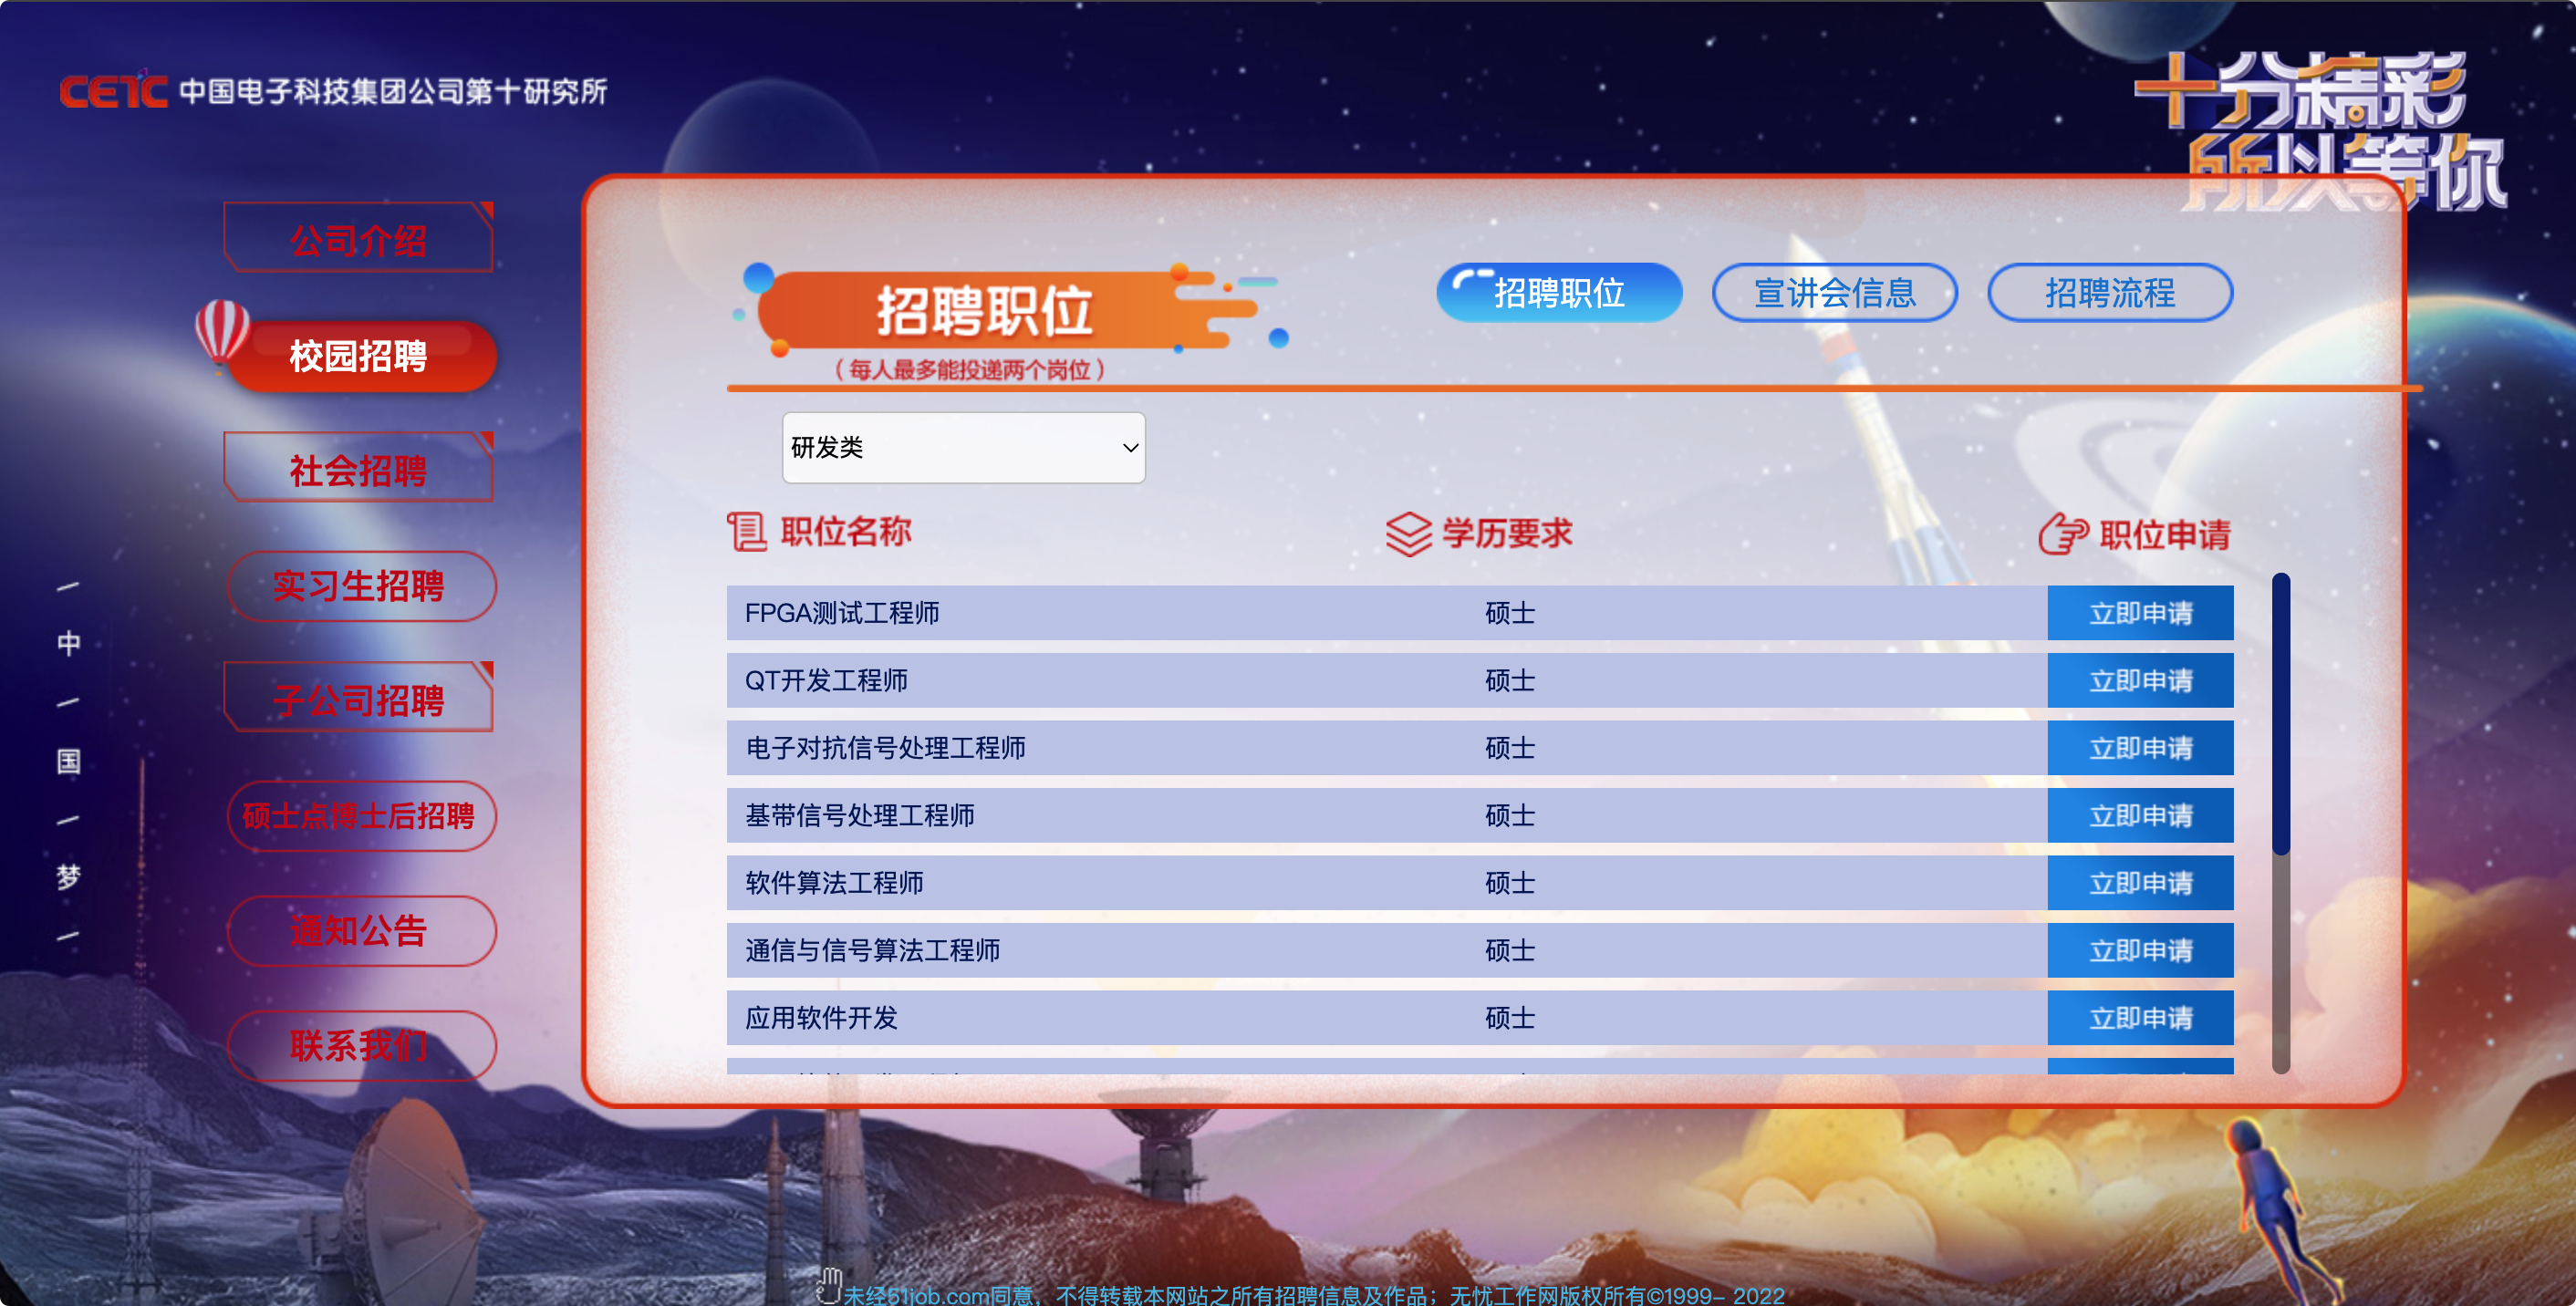 CETC 中国电子科技集团公司第十研究所
十分精彩
所以等你
公司介绍
校园招聘
社会招聘
实习生招聘
子公司招聘
硕士点博士后招聘
通知公告
联系我们
中
国
梦
招聘职位
(每人最多能投递两个岗位)
招聘职位 宣讲会信息 招聘流程
研发类
职位名称 学历要求 职位申请
FPGA测试工程师 硕士 立即申请
QT开发工程师 硕士 立即申请
电子对抗信号处理工程师 硕士 立即申请
基带信号处理工程师 硕士 立即申请
软件算法工程师 硕士 立即申请
通信与信号算法工程师 硕士 立即申请
应用软件开发 硕士 立即申请
未经51job.com同意，不得转载本网站之所有招聘信息及作品；无忧工作网版权所有©1999- 2022